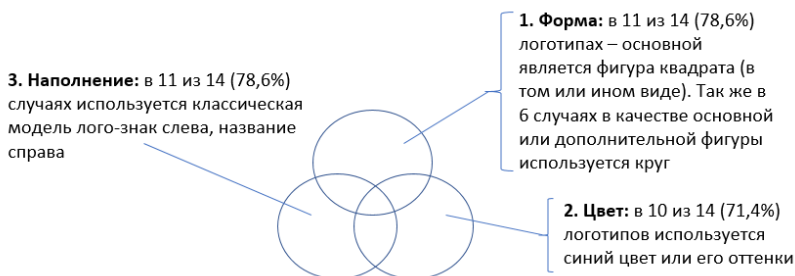 1. Форма: в 11 из 14 (78,6%)
логотипах – основной
является фигура квадрата (в
том или ином виде). Так же в
6 случаях в качестве основной
или дополнительной фигуры
используется круг
3. Наполнение: в 11 из 14 (78,6%)
случаях используется классическая
модель лого-знак слева, название
справа
2. Цвет: в 10 из 14 (71,4%)
логотипов используется
синий цвет или его оттенки